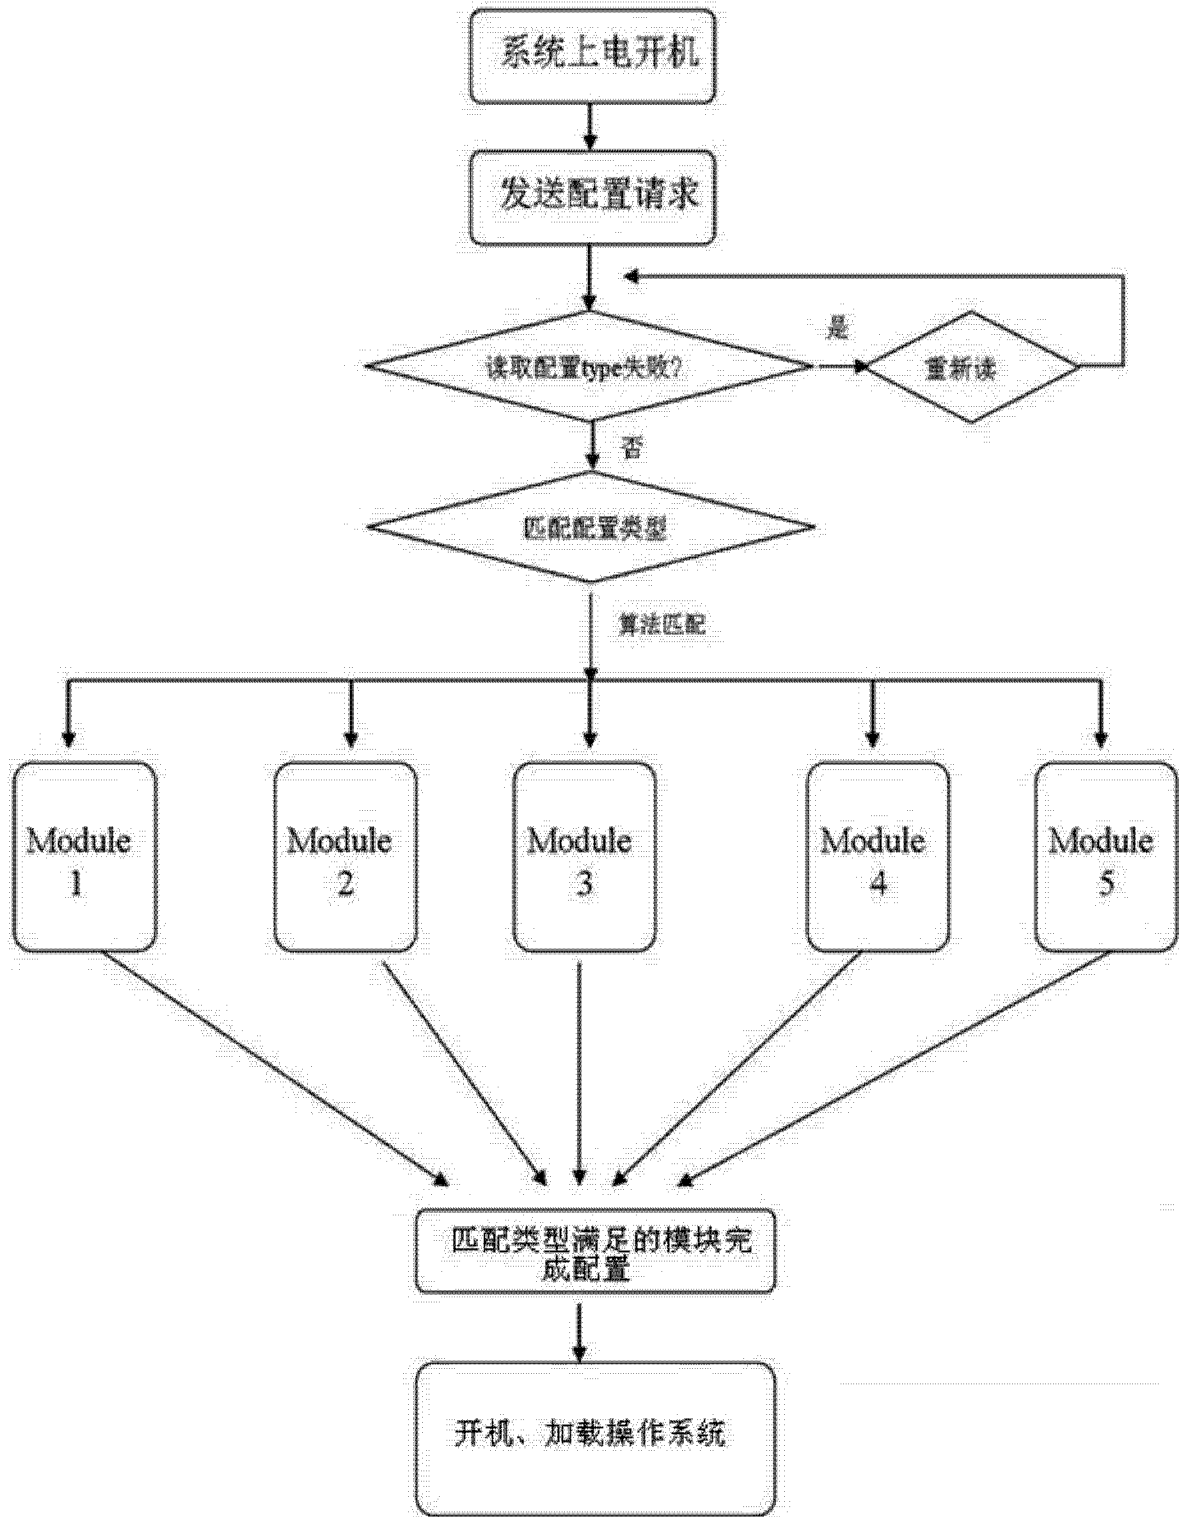 系统上电开机
发送配置请求
是
读取配置type失败?
重新读
否
匹配配置类型
算法匹配
Module
1
Module
2
Module
3
Module
4
Module
5
匹配类型满足的模块完
成配置
开机、加载操作系统